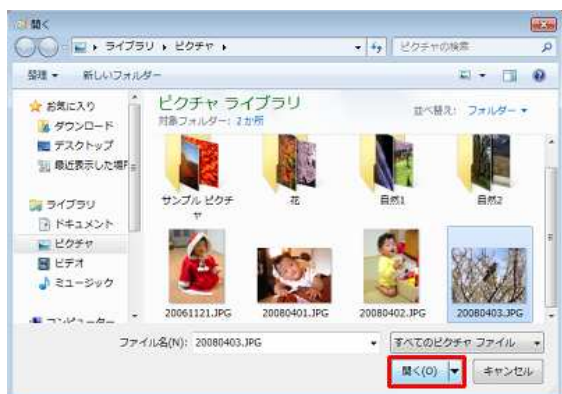 開く
ライブラリ ▸ ピクチャ ▸
ピクチャの検索
整理 ▼ 新しいフォルダー
お気に入り
ダウンロード
デスクトップ
最近表示した場所
ライブラリ
ドキュメント
ピクチャ
ビデオ
ミュージック
コンピューター
ピクチャ ライブラリ
対象フォルダー: 2か所
並べ替え: フォルダー ▼
サンプル ピクチ
ャ
花
自然1
自然2
20061121.JPG
20080401.JPG
20080402.JPG
20080403.JPG
ファイル名(N): 20080403.JPG
すべてのピクチャ ファイル
開く(O)
キャンセル